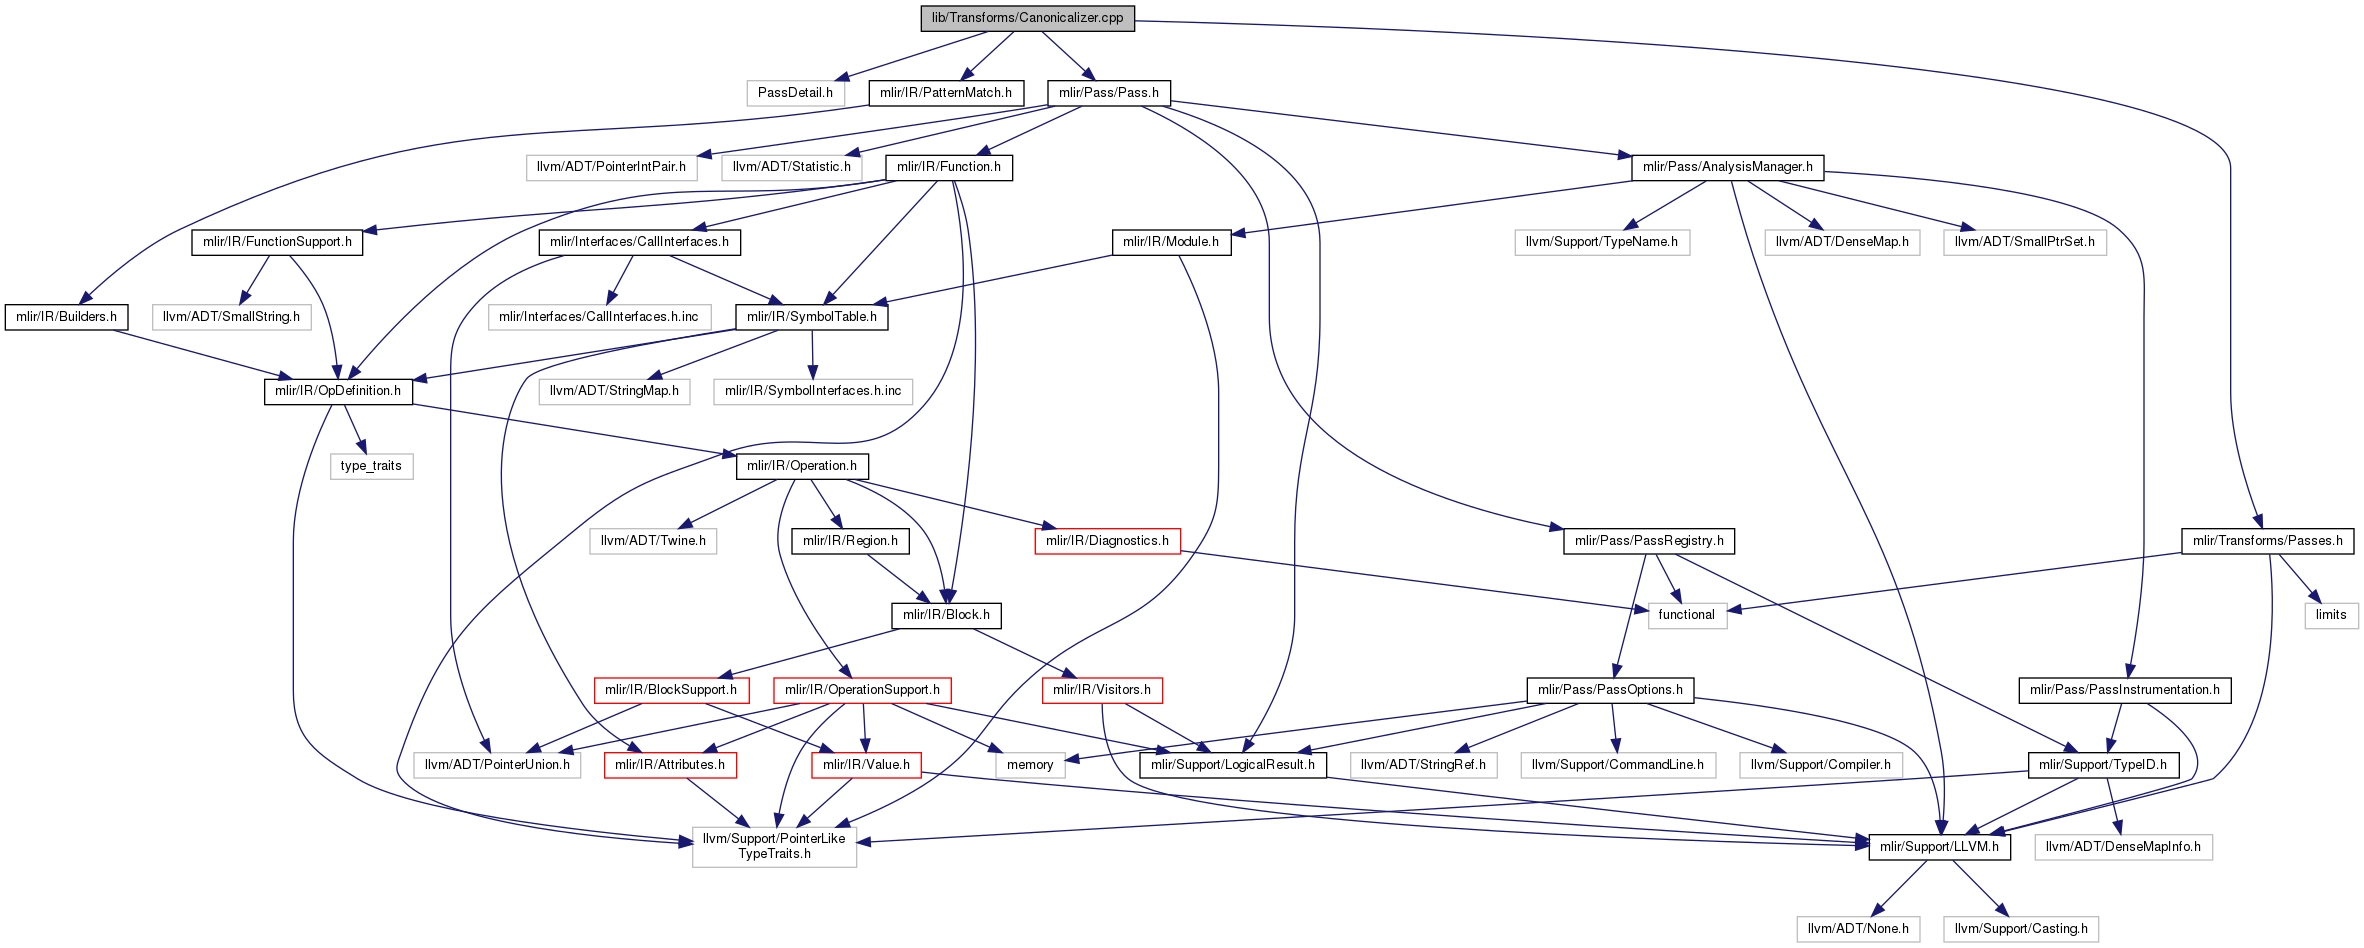 lib/Transforms/Canonicalizer.cpp
PassDetail.h
mlir/IR/PatternMatch.h
mlir/Pass/Pass.h
llvm/ADT/PointerIntPair.h
llvm/ADT/Statistic.h
mlir/IR/Function.h
mlir/Pass/AnalysisManager.h
mlir/IR/FunctionSupport.h
mlir/Interfaces/CallInterfaces.h
mlir/IR/Module.h
llvm/Support/TypeName.h
llvm/ADT/DenseMap.h
llvm/ADT/SmallPtrSet.h
mlir/IR/Builders.h
llvm/ADT/SmallString.h
mlir/Interfaces/CallInterfaces.h.inc
mlir/IR/SymbolTable.h
mlir/IR/OpDefinition.h
llvm/ADT/StringMap.h
mlir/IR/SymbolInterfaces.h.inc
type_traits
mlir/IR/Operation.h
llvm/ADT/Twine.h
mlir/IR/Region.h
mlir/IR/Diagnostics.h
mlir/Pass/PassRegistry.h
mlir/Transforms/Passes.h
mlir/IR/Block.h
functional
limits
mlir/IR/BlockSupport.h
mlir/IR/OperationSupport.h
mlir/IR/Visitors.h
mlir/Pass/PassOptions.h
mlir/Pass/PassInstrumentation.h
llvm/ADT/PointerUnion.h
mlir/IR/Attributes.h
mlir/IR/Value.h
memory
mlir/Support/LogicalResult.h
llvm/ADT/StringRef.h
llvm/Support/CommandLine.h
llvm/Support/Compiler.h
mlir/Support/TypeID.h
llvm/Support/PointerLike
TypeTraits.h
mlir/Support/LLVM.h
llvm/ADT/DenseMapInfo.h
llvm/ADT/None.h
llvm/Support/Casting.h